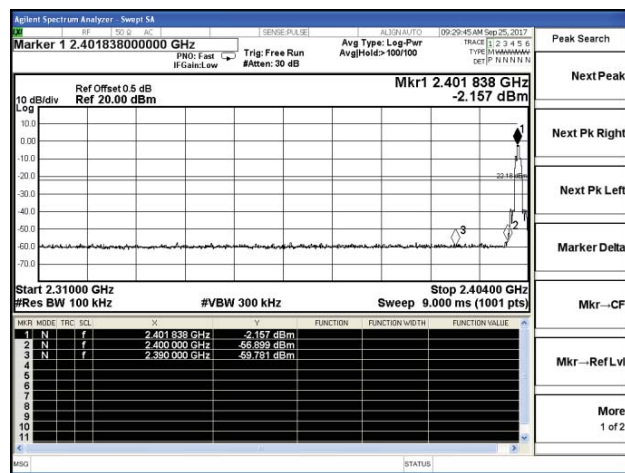 Agilent Spectrum Analyzer - Swept SA
RF 50 Ω AC SENSE:PULSE ALIGN AUTO 09:29:45 AM Sep 25, 2017
Marker 1 2.401838000000 GHz
PNO: Fast
IFGain:Low
Trig: Free Run
#Atten: 30 dB
Avg Type: Log-Pwr
Avg|Hold:>100/100
TRACE 1 2 3 4 5 6
TYPE
DET P N N N N N
Mkr1 2.401 838 GHz
-2.157 dBm
Ref Offset 0.5 dB
10 dB/div Ref 20.00 dBm
Log
10.0
0.00
-10.0
-20.0
-30.0
-40.0
-50.0
-60.0
-70.0
1
2
3
Start 2.31000 GHz Stop 2.40400 GHz
#Res BW 100 kHz #VBW 300 kHz Sweep 9.000 ms (1001 pts)
MKR MODE TRC SCL X Y FUNCTION FUNCTION WIDTH FUNCTION VALUE
1 N f 2.401 838 GHz -2.157 dBm
2 N f 2.400 000 GHz -56.899 dBm
3 N f 2.390 000 GHz -59.781 dBm
4
5
6
7
8
9
10
11
MSG STATUS
Peak Search
Next Peak
Next Pk Right
Next Pk Left
Marker Delta
Mkr→CF
Mkr→Ref Lvl
More
1 of 2